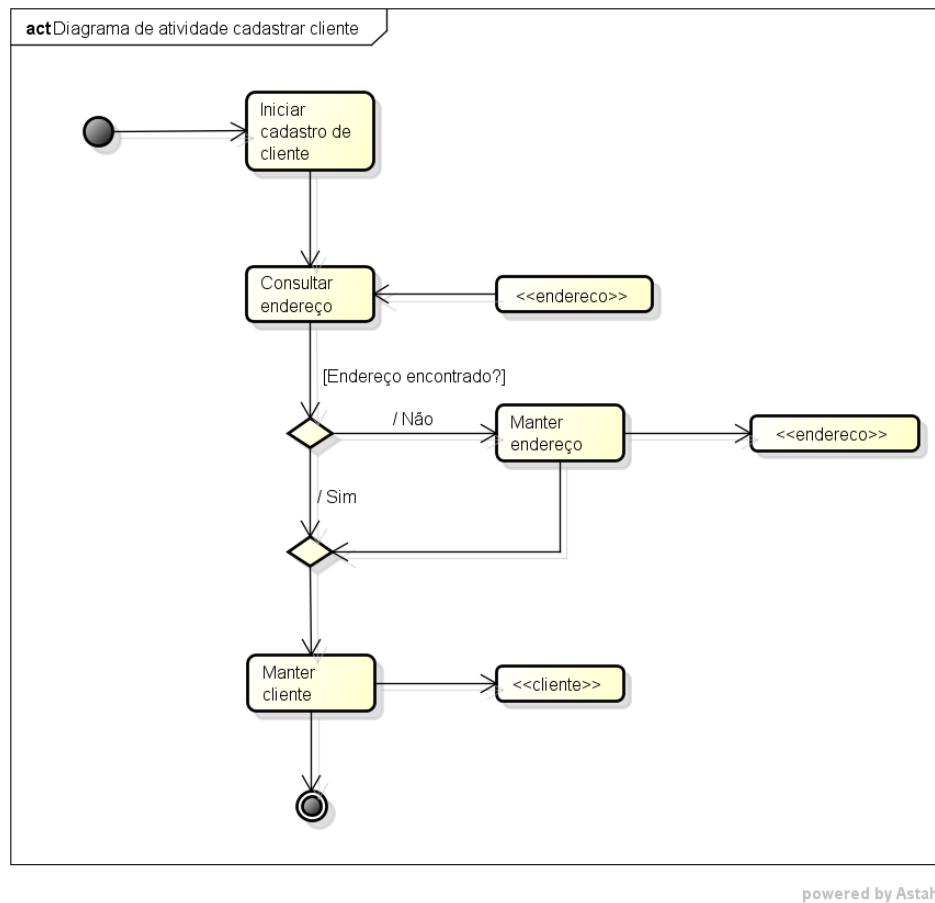 act Diagrama de atividade cadastrar cliente
Iniciar
cadastro de
cliente
Consultar
endereço
<<endereco>>
[Endereço encontrado?]
/ Não
Manter
endereço
<<endereco>>
/ Sim
Manter
cliente
<<cliente>>
powered by Astah